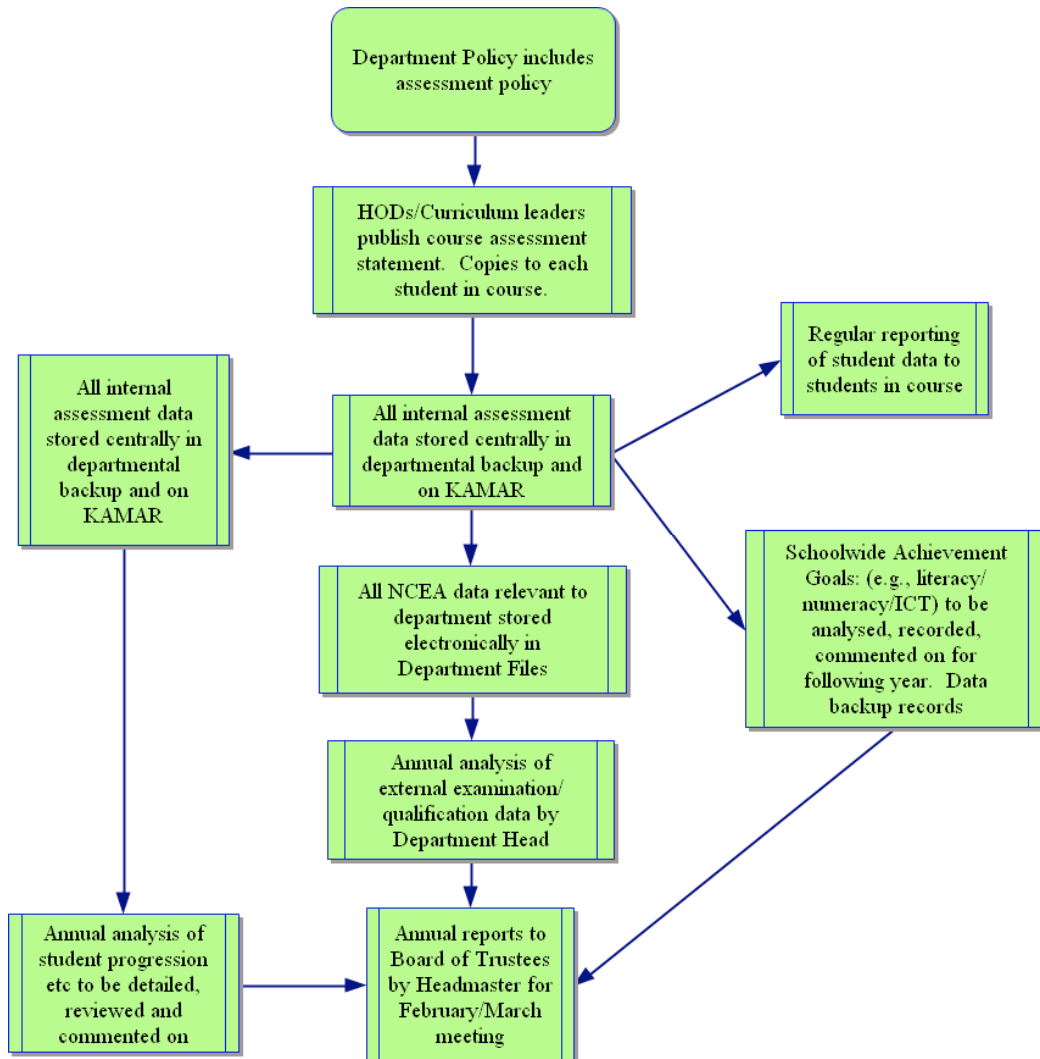 Department Policy includes
assessment policy
HODs/Curriculum leaders
publish course assessment
statement.  Copies to each
student in course.
Regular reporting
of student data to
students in course
All internal
assessment data
stored centrally in
departmental
backup and on
KAMAR
All internal assessment
data stored centrally in
departmental backup and
on KAMAR
Schoolwide Achievement
Goals: (e.g., literacy/
numeracy/ICT) to be
analysed, recorded,
commented on for
following year.  Data
backup records
All NCEA data relevant to
department stored
electronically in
Department Files
Annual analysis of
external examination/
qualification data by
Department Head
Annual analysis of
student progression
etc to be detailed,
reviewed and
commented on
Annual reports to
Board of Trustees
by Headmaster for
February/March
meeting